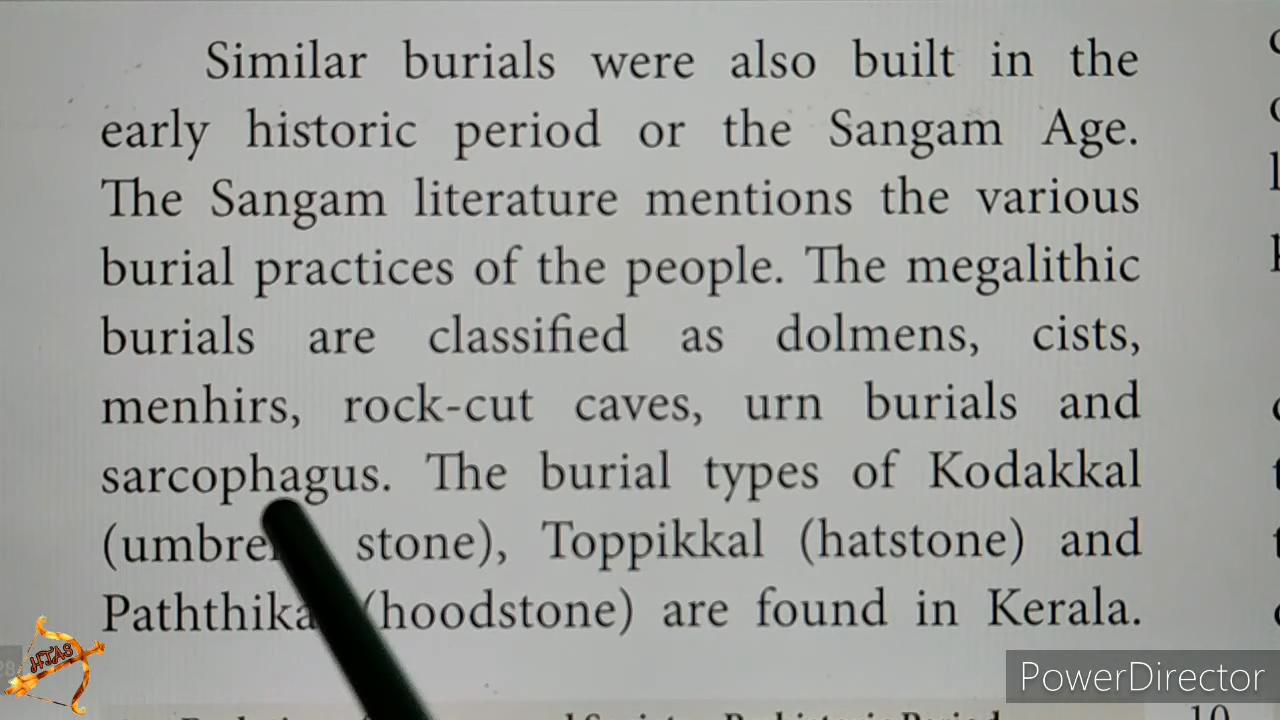 Similar burials were also built in the
early historic period or the Sangam Age.
The Sangam literature mentions the various
burial practices of the people. The megalithic
burials are classified as dolmens, cists,
menhirs, rock-cut caves, urn burials and
sarcophagus. The burial types of Kodakkal
stone), Toppikkal (hatstone) and
(hoodstone) are found in Kerala.
HTAS
PowerDirector
10